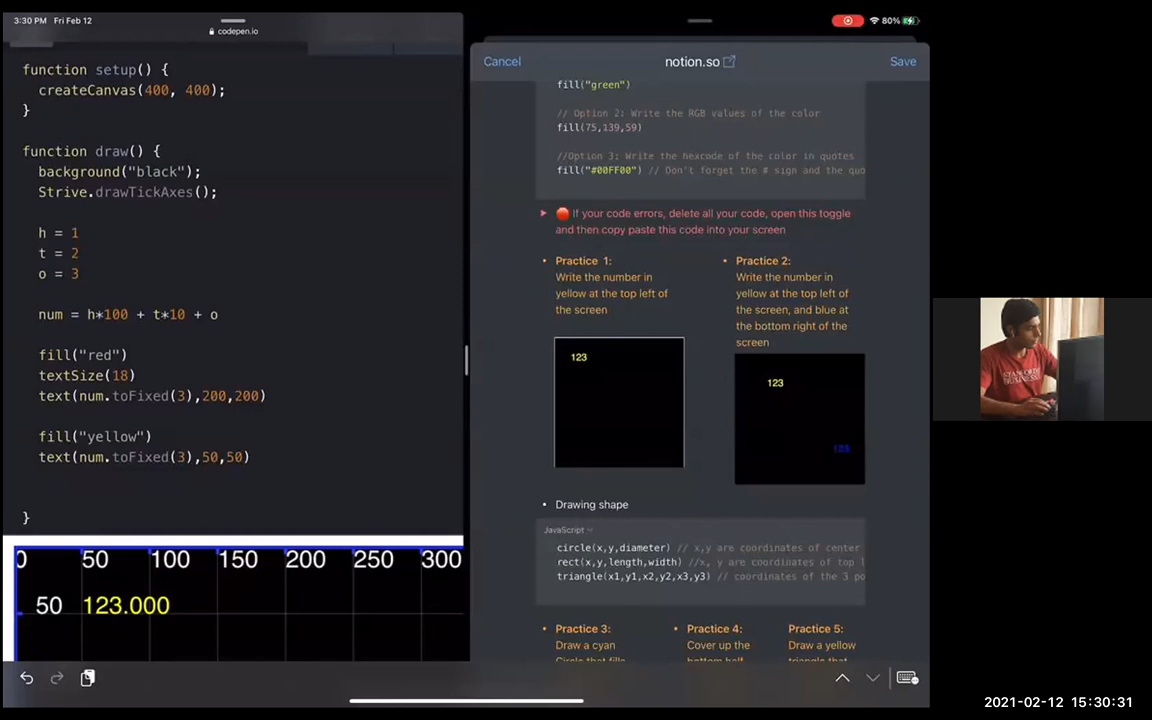 3:30 PM Fri Feb 12
codepen.io
function setup() {
createCanvas(400, 400);
}
function draw() {
background("black");
Strive.drawTickAxes();
h = 1
t = 2
o = 3
num = h*100 + t*10 + o
fill("red")
textSize(18)
text(num.toFixed(3),200,200)
fill("yellow")
text(num.toFixed(3),50,50)
}
0 50 100 150 200 250 300
50 123.000
80%
Cancel notion.so Save
fill("green")
// Option 2: Write the RGB values of the color
fill(75,139,59)
//Option 3: Write the hexcode of the color in quotes
fill("#00FF00") // Don't forget the # sign and the quo
If your code errors, delete all your code, open this toggle
and then copy paste this code into your screen
Practice 1:
Write the number in
yellow at the top left of
the screen
123
Practice 2:
Write the number in
yellow at the top left of
the screen, and blue at
the bottom right of the
screen
123
123
Drawing shape
JavaScript
circle(x,y,diameter) // x,y are coordinates of center
rect(x,y,length,width) //x, y are coordinates of top l
triangle(x1,y1,x2,y2,x3,y3) // coordinates of the 3 po
Practice 3:
Draw a cyan
Circle that fills
Practice 4:
Cover up the
bottom half
Practice 5:
Draw a yellow
triangle that
STANFORD
BUSINESS
2021-02-12 15:30:31